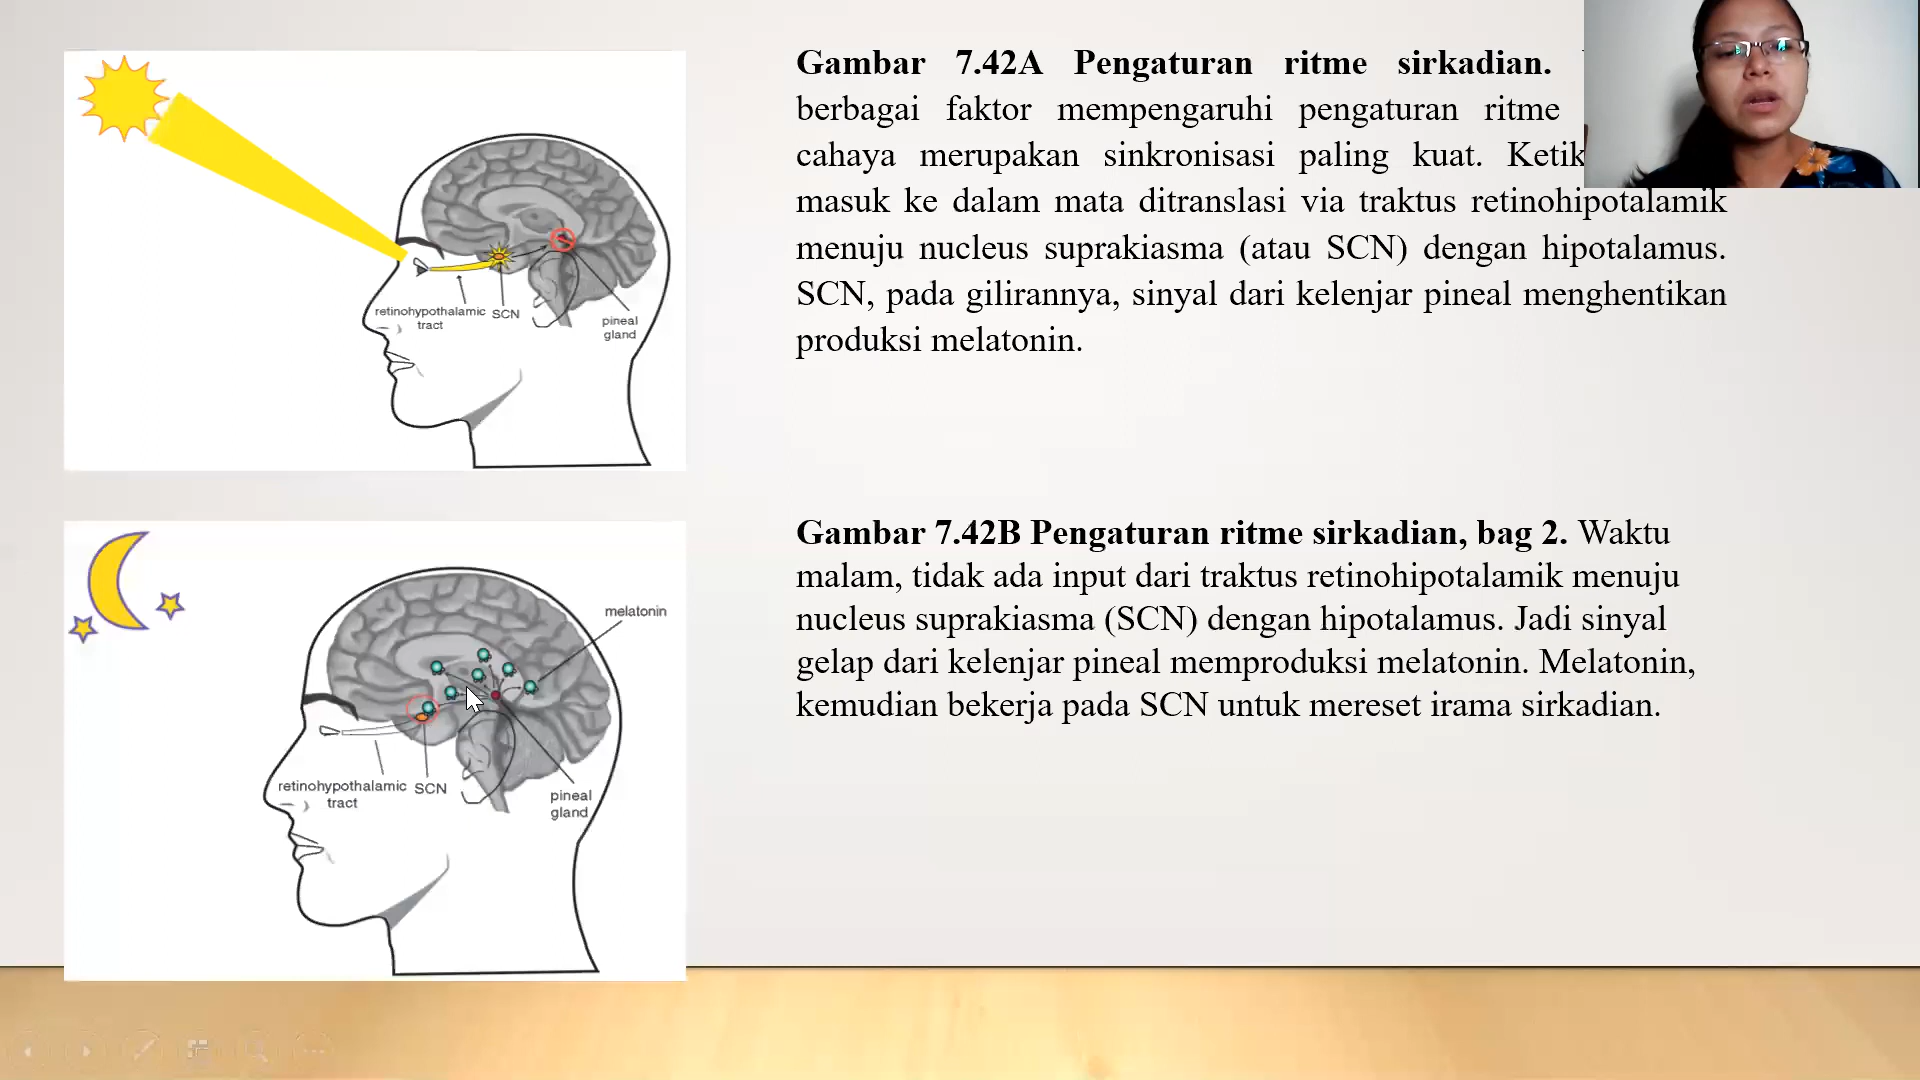 Gambar 7.42A Pengaturan ritme sirkadian.
berbagai faktor mempengaruhi pengaturan ritme
cahaya merupakan sinkronisasi paling kuat.
masuk ke dalam mata ditranslasi via traktus retinohipotalamik
menuju nucleus suprakiasma (atau SCN) dengan hipotalamus.
SCN, pada gilirannya, sinyal dari kelenjar pineal menghentikan
produksi melatonin.
retinohypothalamic
tract
SCN
pineal
gland
Gambar 7.42B Pengaturan ritme sirkadian, bag 2. Waktu
malam, tidak ada input dari traktus retinohipotalamik menuju
nucleus suprakiasma (SCN) dengan hipotalamus. Jadi sinyal
gelap dari kelenjar pineal memproduksi melatonin. Melatonin,
kemudian bekerja pada SCN untuk mereset irama sirkadian.
melatonin
retinohypothalamic
tract
SCN
pineal
gland